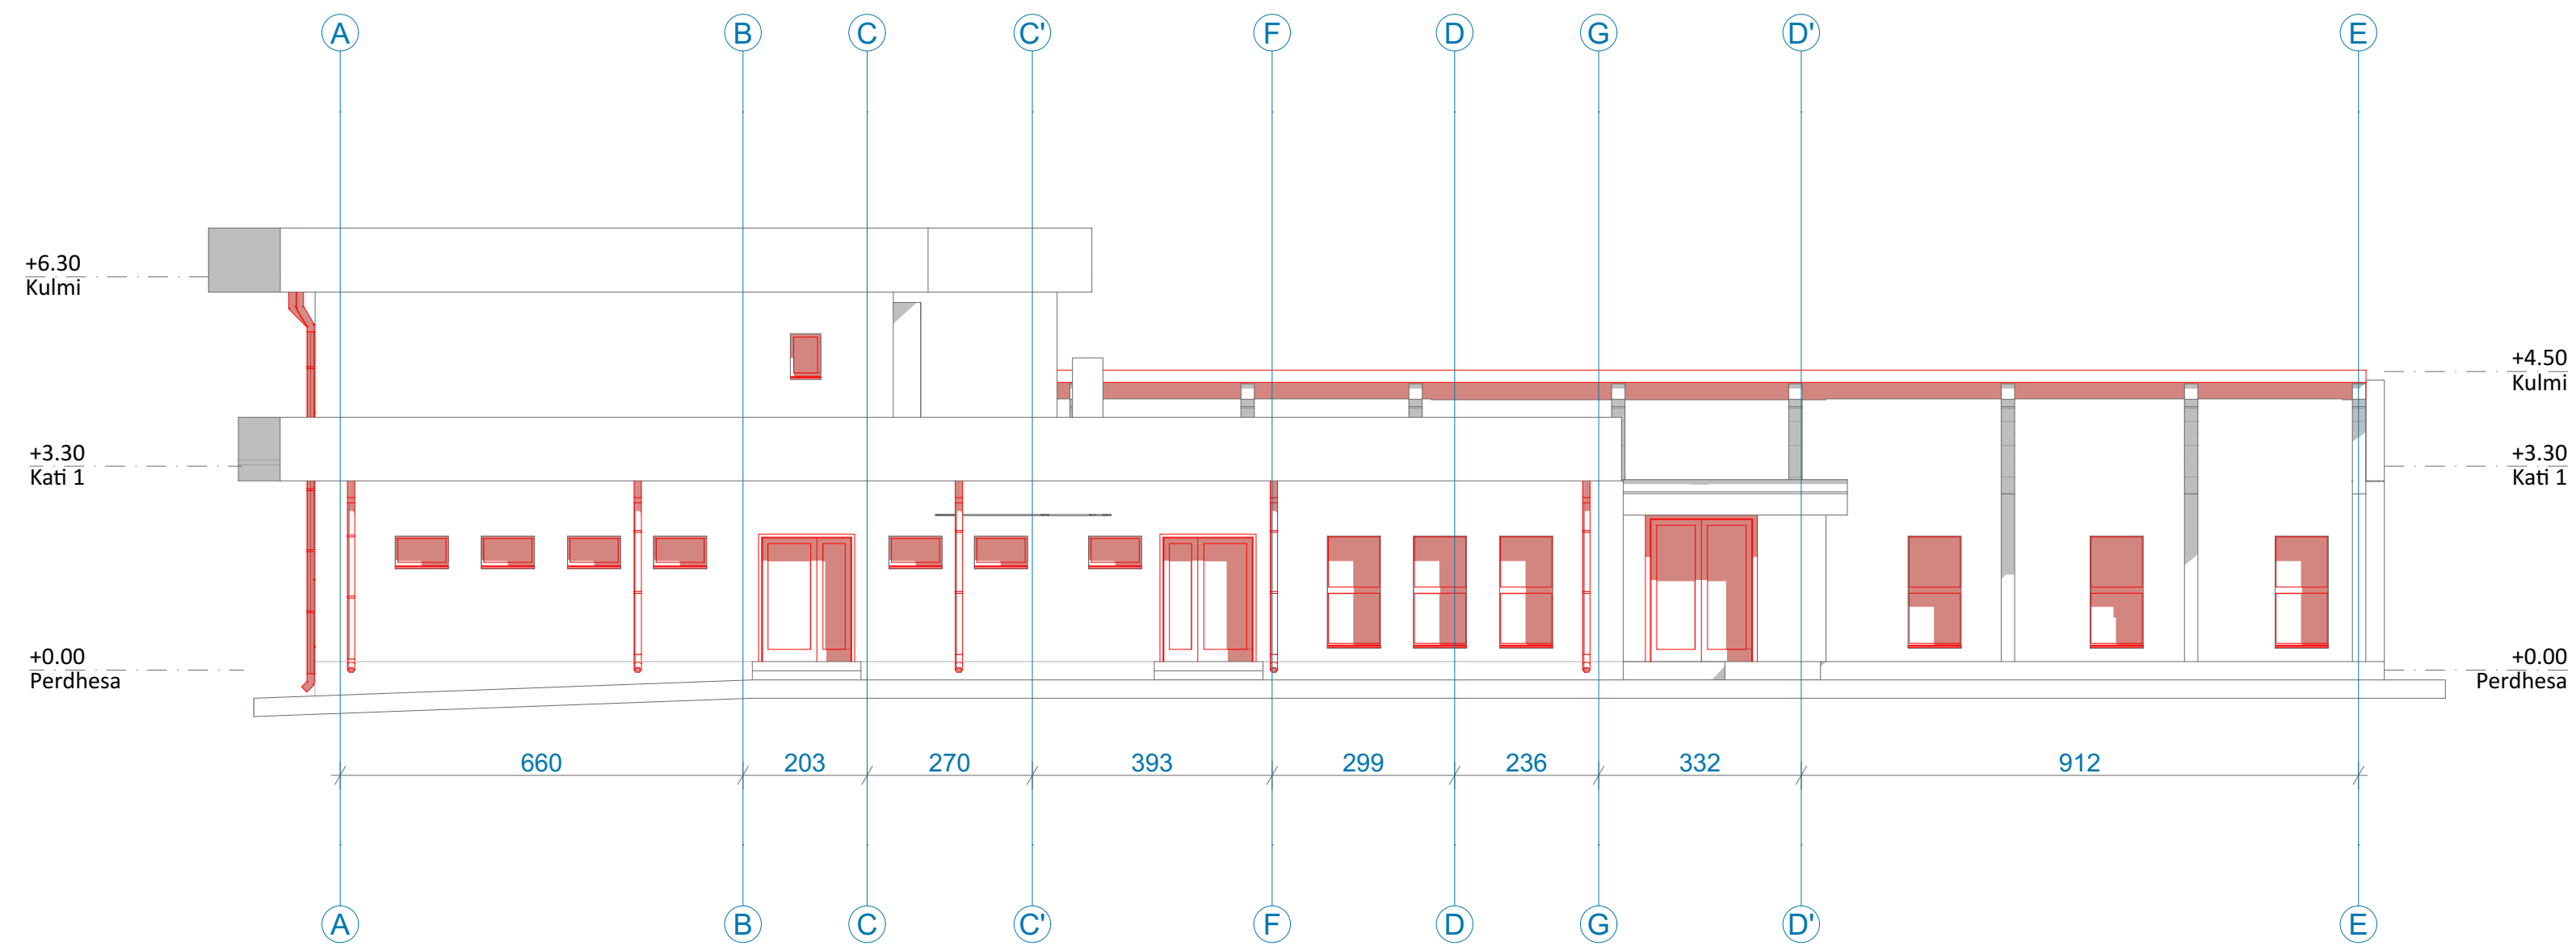 A B C C' F D G D' E
+6.30
Kulmi
+4.50
Kulmi
+3.30
Kati 1
+3.30
Kati 1
+0.00
Perdhesa
+0.00
Perdhesa
660 203 270 393 299 236 332 912
A B C C' F D G D' E